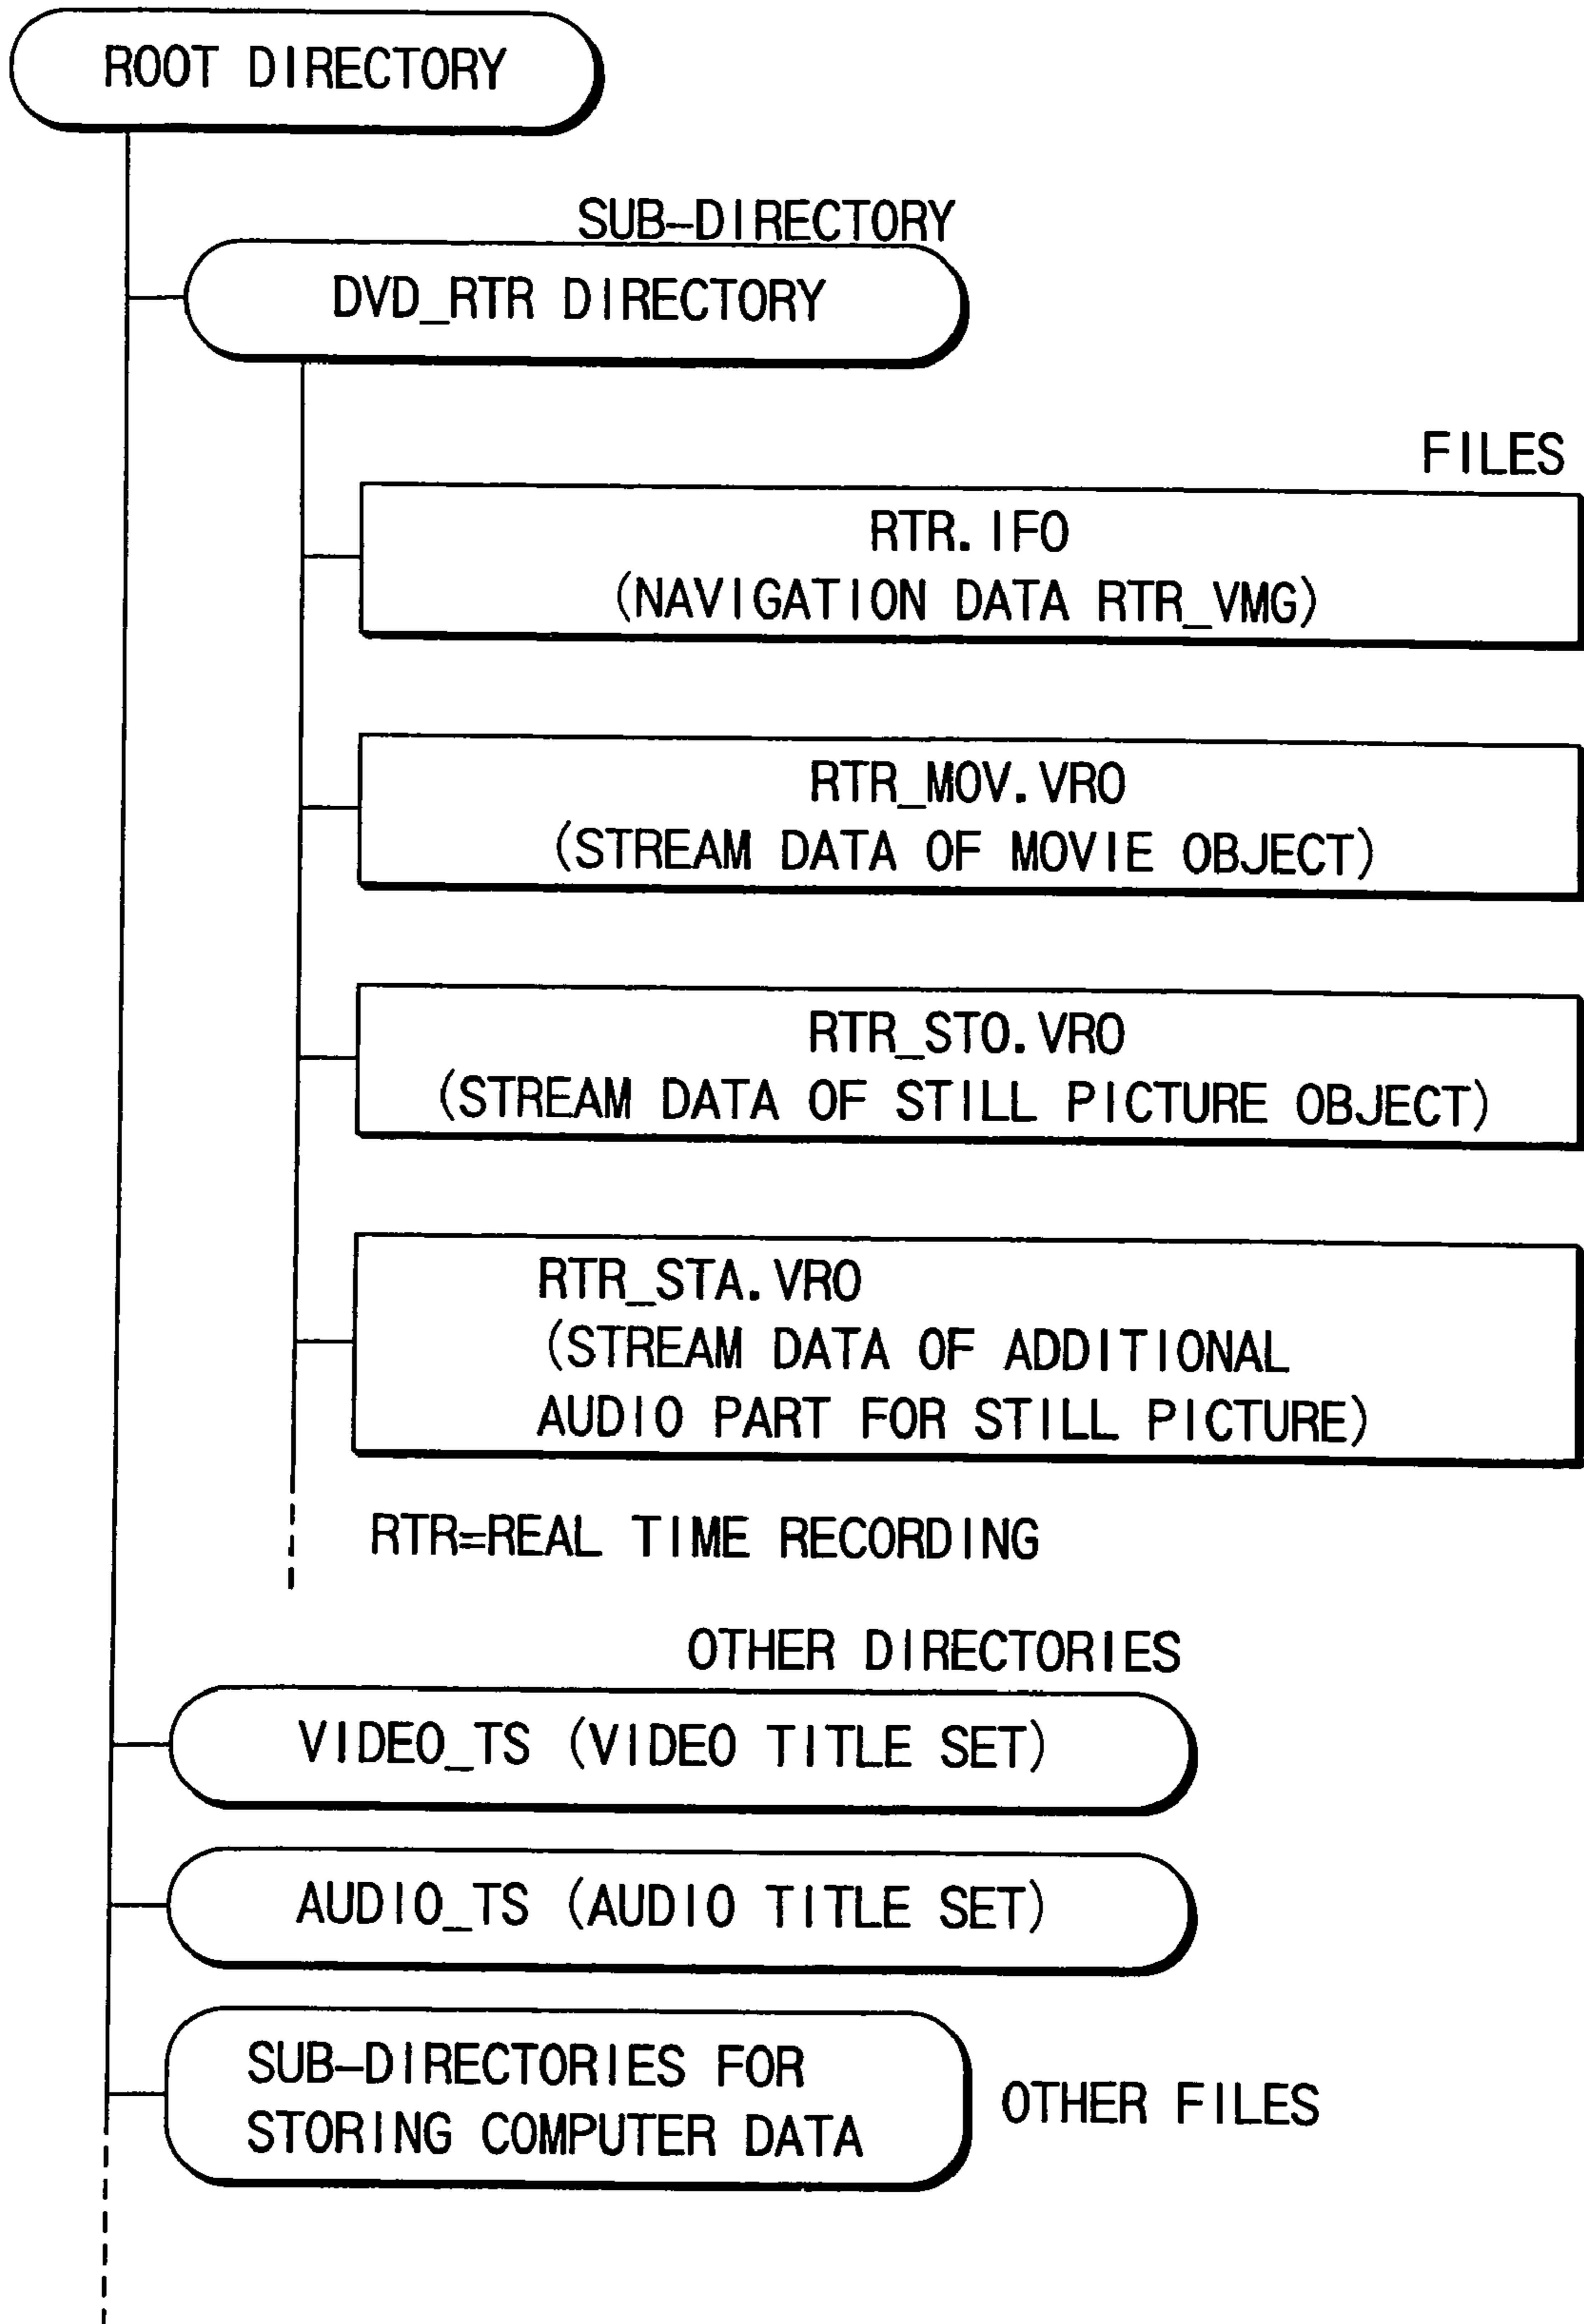 ROOT DIRECTORY
SUB-DIRECTORY
DVD_RTR DIRECTORY
FILES
RTR.IFO
(NAVIGATION DATA RTR_VMG)
RTR_MOV.VRO
(STREAM DATA OF MOVIE OBJECT)
RTR_STO.VRO
(STREAM DATA OF STILL PICTURE OBJECT)
RTR_STA.VRO
(STREAM DATA OF ADDITIONAL
AUDIO PART FOR STILL PICTURE)
RTR=REAL TIME RECORDING
OTHER DIRECTORIES
VIDEO_TS (VIDEO TITLE SET)
AUDIO_TS (AUDIO TITLE SET)
SUB-DIRECTORIES FOR
STORING COMPUTER DATA
OTHER FILES